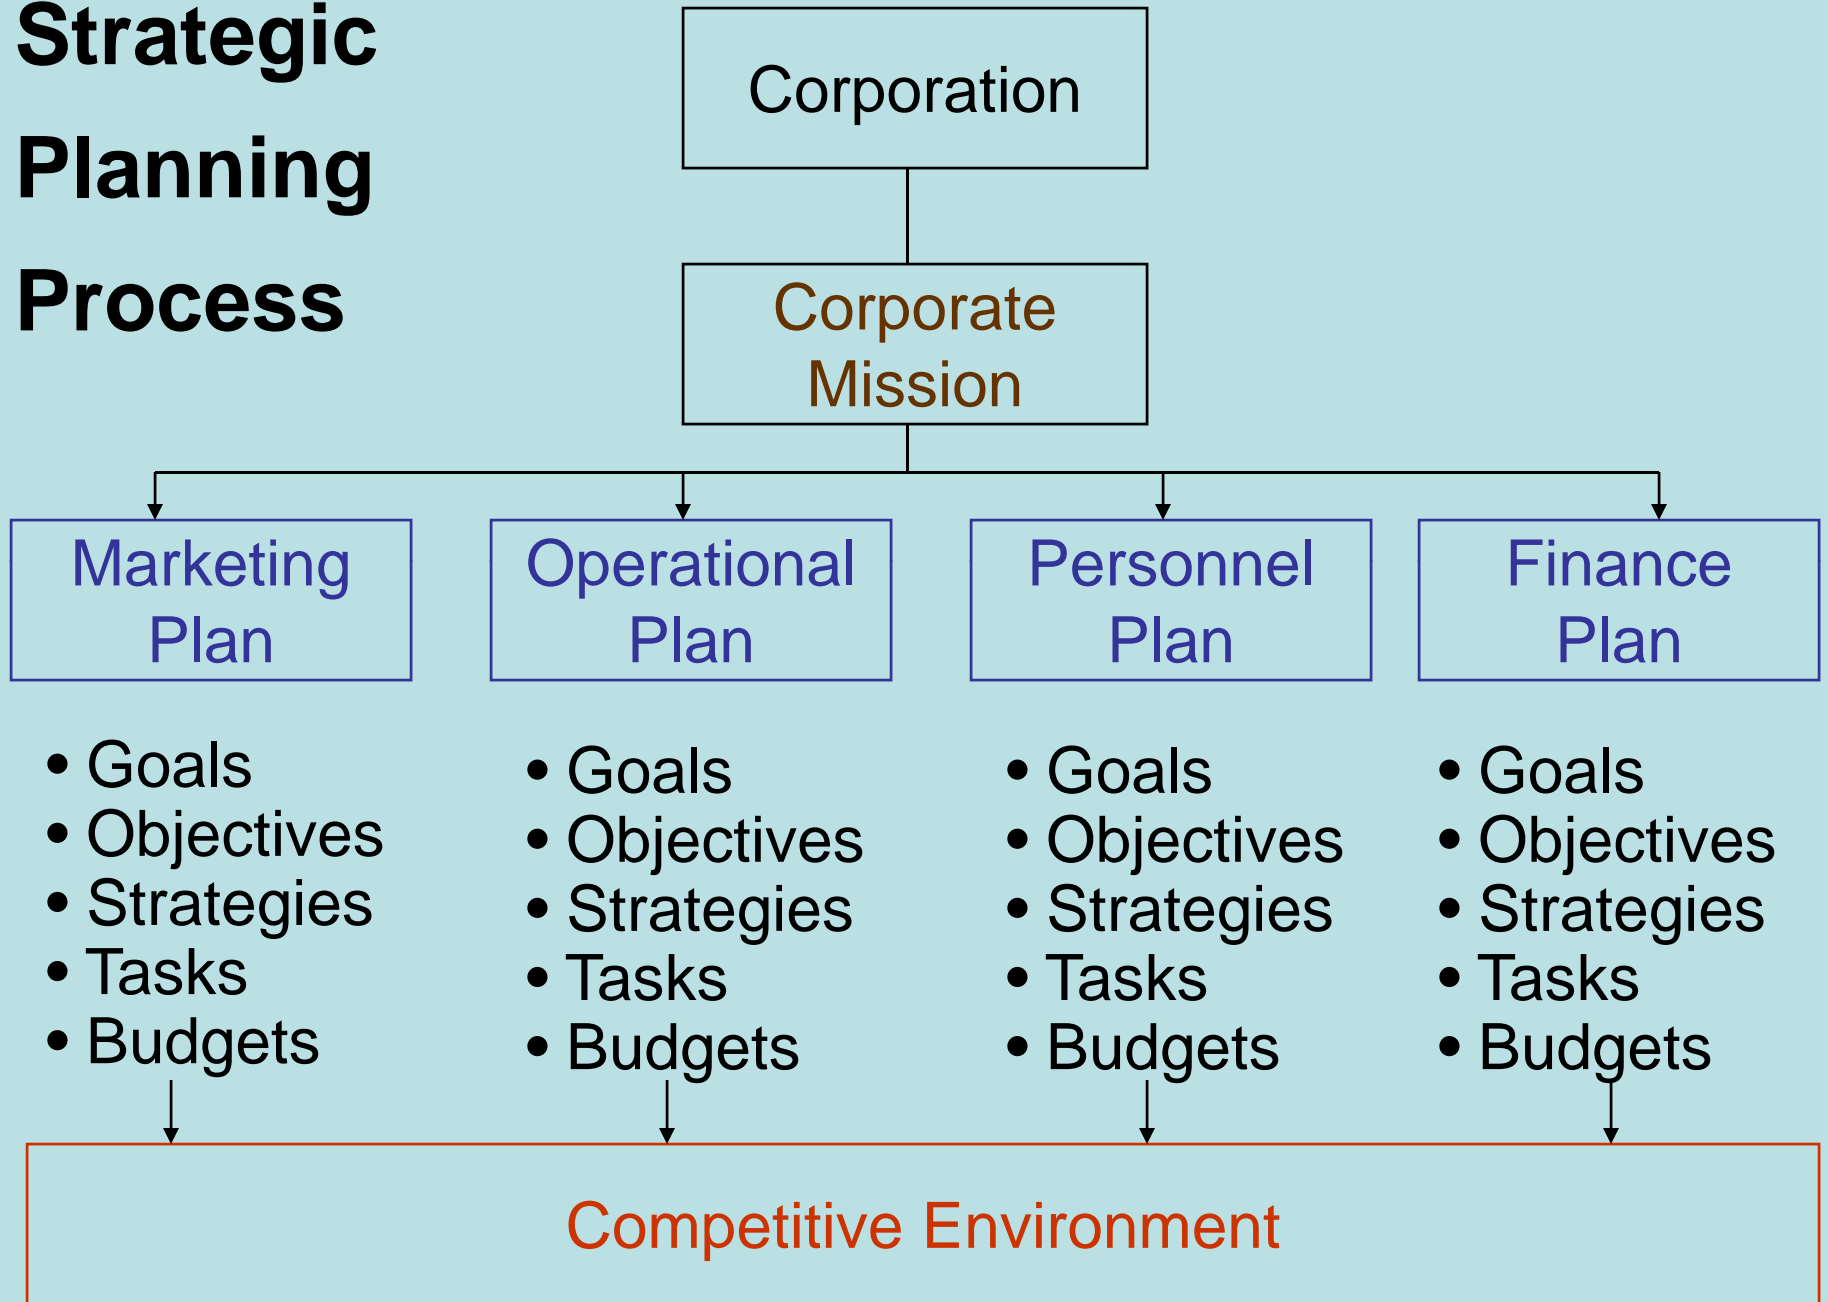 Strategic
Planning
Process
Corporation
Corporate
Mission
Marketing
Plan
Operational
Plan
Personnel
Plan
Finance
Plan
• Goals
• Objectives
• Strategies
• Tasks
• Budgets
• Goals
• Objectives
• Strategies
• Tasks
• Budgets
• Goals
• Objectives
• Strategies
• Tasks
• Budgets
• Goals
• Objectives
• Strategies
• Tasks
• Budgets
Competitive Environment